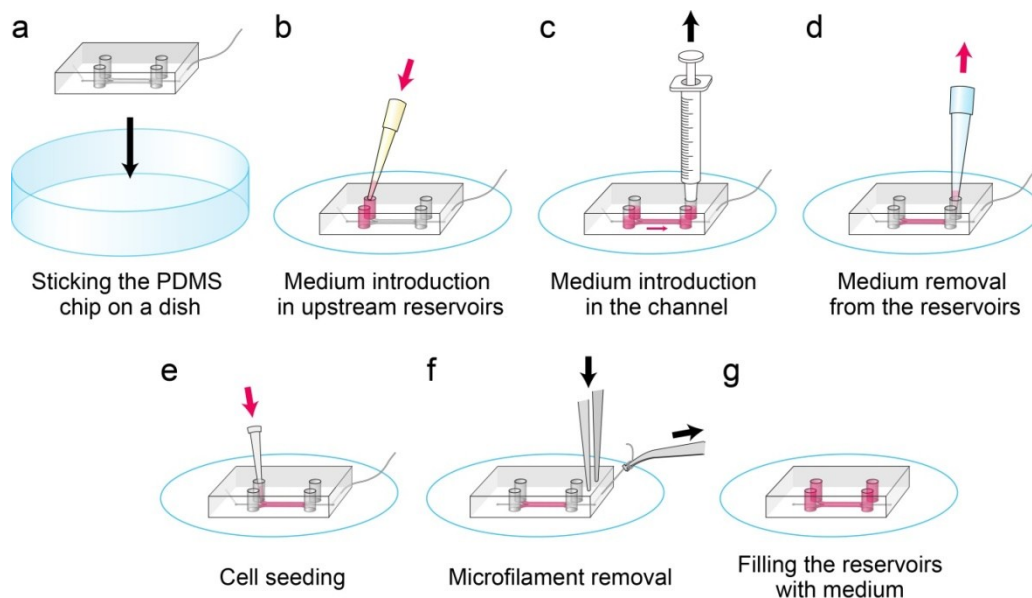 a
b
c
d
Sticking the PDMS
chip on a dish
Medium introduction
in upstream reservoirs
Medium introduction
in the channel
Medium removal
from the reservoirs
e
f
g
Cell seeding
Microfilament removal
Filling the reservoirs
with medium